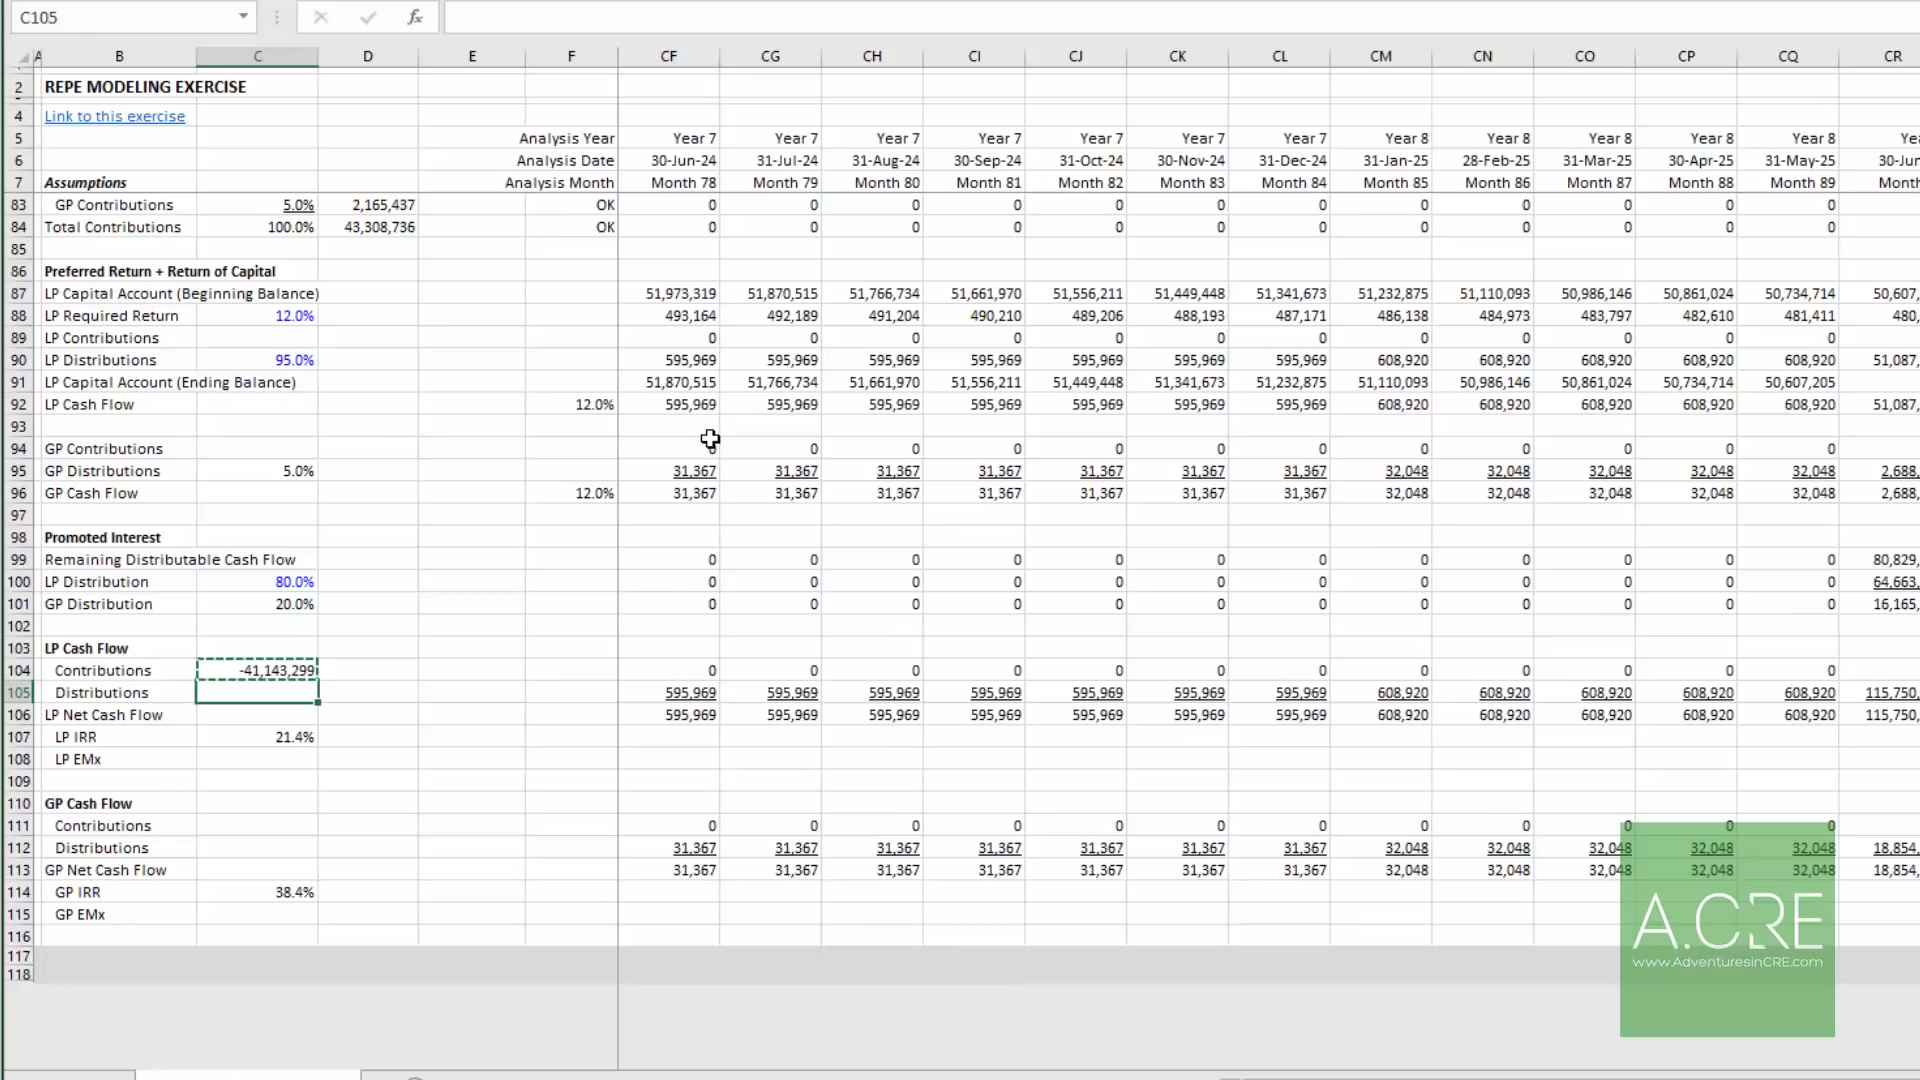 C105 fx
A B C D E F CF CG CH CI CJ CK CL CM CN CO CP CQ CR
2 REPE MODELING EXERCISE
4 Link to this exercise
5 Analysis Year Year 7 Year 7 Year 7 Year 7 Year 7 Year 7 Year 7 Year 8 Year 8 Year 8 Year 8 Year 8
6 Analysis Date 30-Jun-24 31-Jul-24 31-Aug-24 30-Sep-24 31-Oct-24 30-Nov-24 31-Dec-24 31-Jan-25 28-Feb-25 31-Mar-25 30-Apr-25 31-May-25
7 Assumptions Analysis Month Month 78 Month 79 Month 80 Month 81 Month 82 Month 83 Month 84 Month 85 Month 86 Month 87 Month 88 Month 89 Month
83 GP Contributions 5.0% 2,165,437 OK 0 0 0 0 0 0 0 0 0 0 0 0
84 Total Contributions 100.0% 43,308,736 OK 0 0 0 0 0 0 0 0 0 0 0 0
85
86 Preferred Return + Return of Capital
87 LP Capital Account (Beginning Balance) 51,973,319 51,870,515 51,766,734 51,661,970 51,556,211 51,449,448 51,341,673 51,232,875 51,110,093 50,986,146 50,861,024 50,734,714 50,607,
88 LP Required Return 12.0% 493,164 492,189 491,204 490,210 489,206 488,193 487,171 486,138 484,973 483,797 482,610 481,411 480,
89 LP Contributions 0 0 0 0 0 0 0 0 0 0 0 0
90 LP Distributions 95.0% 595,969 595,969 595,969 595,969 595,969 595,969 595,969 608,920 608,920 608,920 608,920 608,920 51,087,
91 LP Capital Account (Ending Balance) 51,870,515 51,766,734 51,661,970 51,556,211 51,449,448 51,341,673 51,232,875 51,110,093 50,986,146 50,861,024 50,734,714 50,607,205
92 LP Cash Flow 12.0% 595,969 595,969 595,969 595,969 595,969 595,969 595,969 608,920 608,920 608,920 608,920 608,920 51,087,
93
94 GP Contributions 0 0 0 0 0 0 0 0 0 0 0 0
95 GP Distributions 5.0% 31,367 31,367 31,367 31,367 31,367 31,367 31,367 32,048 32,048 32,048 32,048 32,048 2,688,
96 GP Cash Flow 12.0% 31,367 31,367 31,367 31,367 31,367 31,367 31,367 32,048 32,048 32,048 32,048 32,048 2,688,
97
98 Promoted Interest
99 Remaining Distributable Cash Flow 0 0 0 0 0 0 0 0 0 0 0 0 80,829,
100 LP Distribution 80.0% 0 0 0 0 0 0 0 0 0 0 0 0 64,663,
101 GP Distribution 20.0% 0 0 0 0 0 0 0 0 0 0 0 0 16,165,
102
103 LP Cash Flow
104 Contributions -41,143,299 0 0 0 0 0 0 0 0 0 0 0 0
105 Distributions 595,969 595,969 595,969 595,969 595,969 595,969 595,969 608,920 608,920 608,920 608,920 608,920 115,750,
106 LP Net Cash Flow 595,969 595,969 595,969 595,969 595,969 595,969 595,969 608,920 608,920 608,920 608,920 608,920 115,750,
107 LP IRR 21.4%
108 LP EMx
109
110 GP Cash Flow
111 Contributions 0 0 0 0 0 0 0 0 0 0 0 0
112 Distributions 31,367 31,367 31,367 31,367 31,367 31,367 31,367 32,048 32,048 32,048 32,048 32,048 18,854,
113 GP Net Cash Flow 31,367 31,367 31,367 31,367 31,367 31,367 31,367 32,048 32,048 32,048 32,048 32,048 18,854,
114 GP IRR 38.4%
115 GP EMx
116
117
118
A.CRE
www.AdventuresinCRE.com